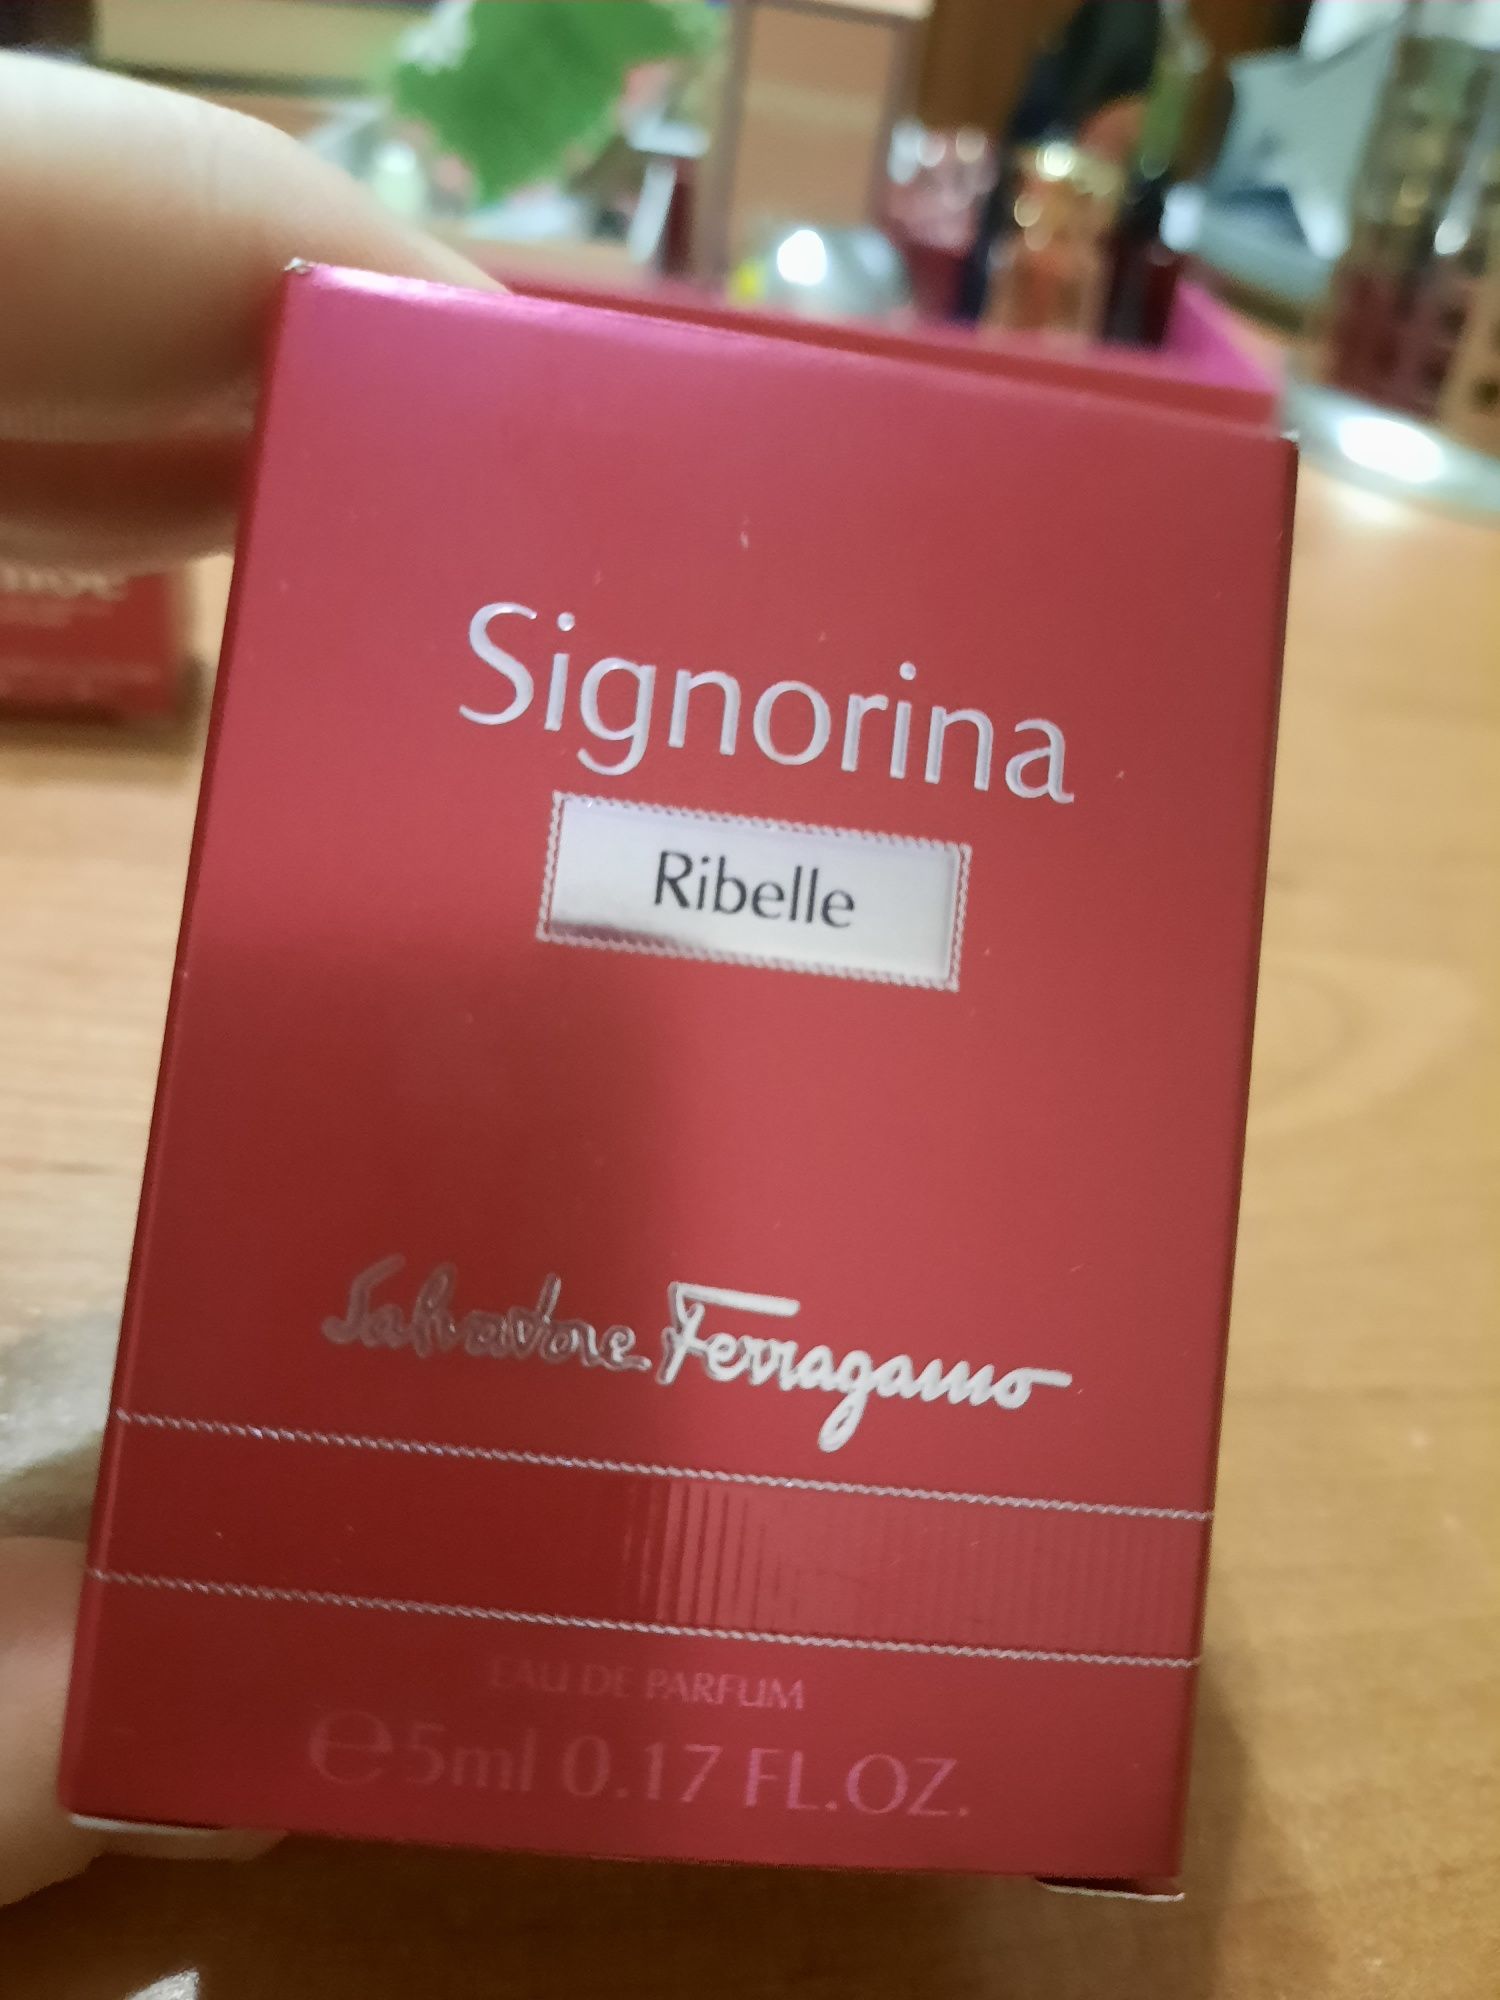 Signorina
Ribelle
Salvatore Ferragamo
EAU DE PARFUM
℮5ml 0.17 FL.OZ.